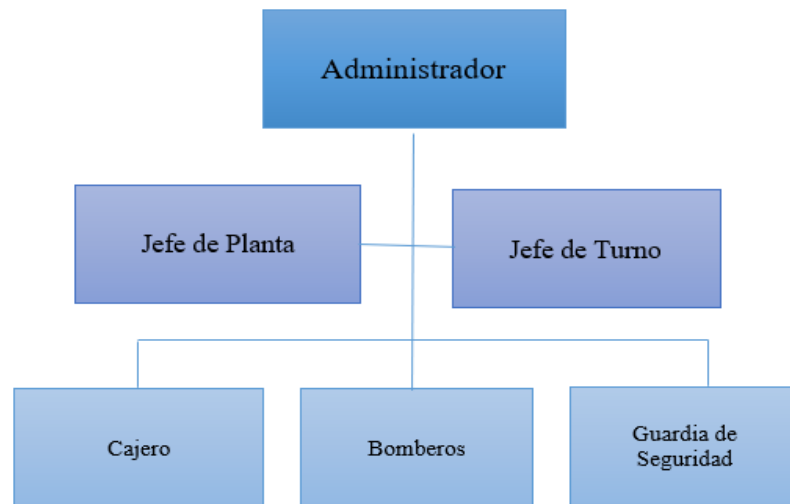 Administrador
Jefe de Planta
Jefe de Turno
Cajero
Bomberos
Guardia de
Seguridad